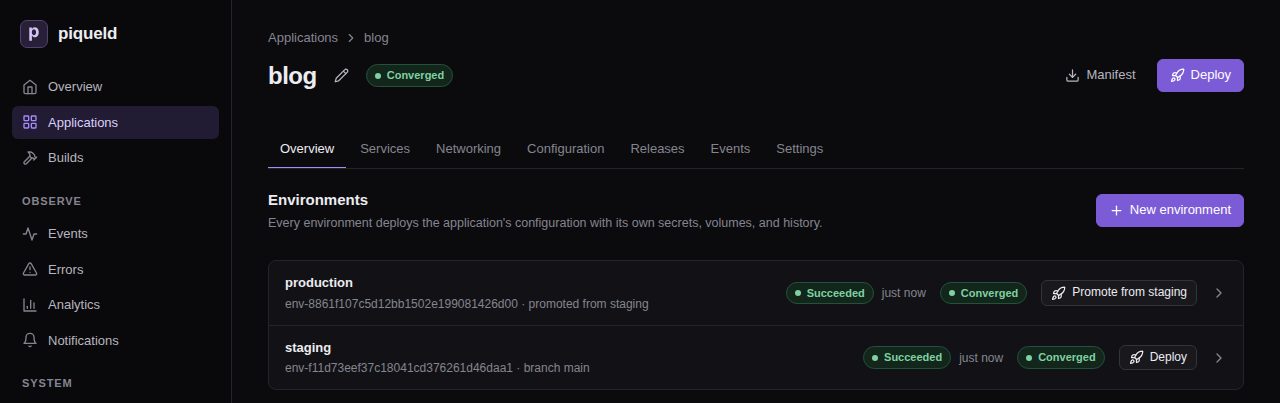 p piqueld
Overview
Applications
Builds
OBSERVE
Events
Errors
Analytics
Notifications
SYSTEM
Applications > blog
blog Converged Manifest Deploy
Overview Services Networking Configuration Releases Events Settings
Environments
Every environment deploys the application's configuration with its own secrets, volumes, and history.
New environment
production
env-8861f107c5d12bb1502e199081426d00 · promoted from staging
Succeeded just now Converged Promote from staging
staging
env-f11d73eef37c18041cd376261d46daa1 · branch main
Succeeded just now Converged Deploy